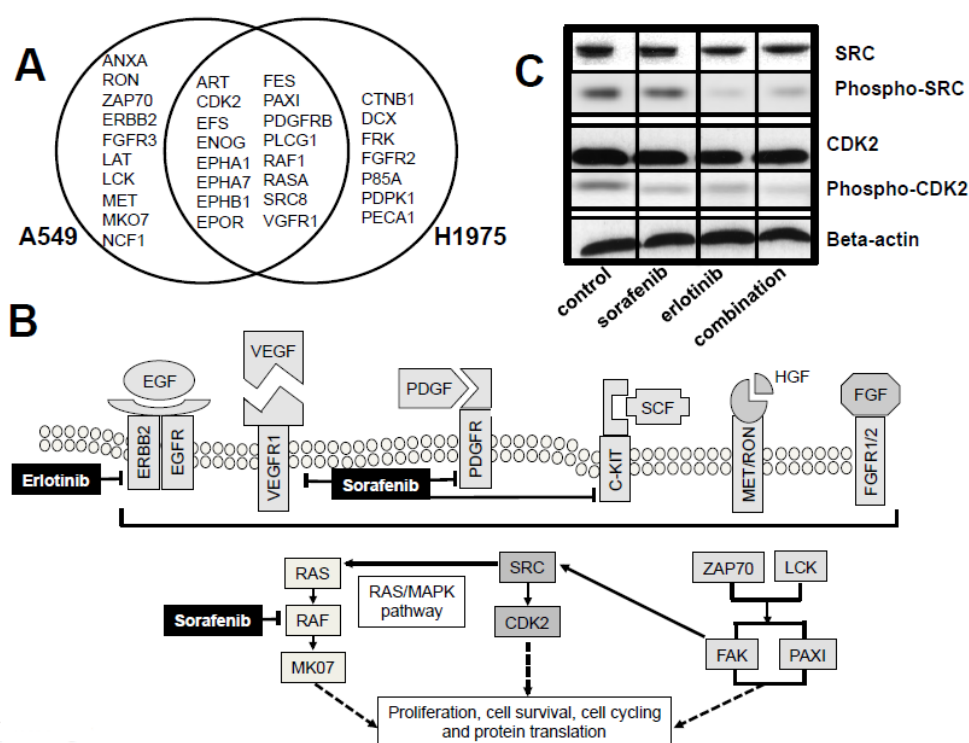 A
ANXA
RON
ZAP70
ERBB2
FGFR3
LAT
LCK
MET
MKO7
NCF1
A549
ART
CDK2
EFS
ENOG
EPHA1
EPHA7
EPHB1
EPOR
FES
PAXI
PDGFRB
PLCG1
RAF1
RASA
SRC8
VGFR1
CTNB1
DCX
FRK
FGFR2
P85A
PDPK1
PECA1
H1975
C
SRC
Phospho-SRC
CDK2
Phospho-CDK2
Beta-actin
control
sorafenib
erlotinib
combination
B
EGF
VEGF
PDGF
SCF
HGF
FGF
ERBB2
EGFR
VEGFR1
PDGFR
C-KIT
MET/RON
FGFR1/2
Erlotinib
Sorafenib
RAS
RAS/MAPK
pathway
SRC
ZAP70
LCK
Sorafenib
RAF
CDK2
MK07
FAK
PAXI
Proliferation, cell survival, cell cycling
and protein translation